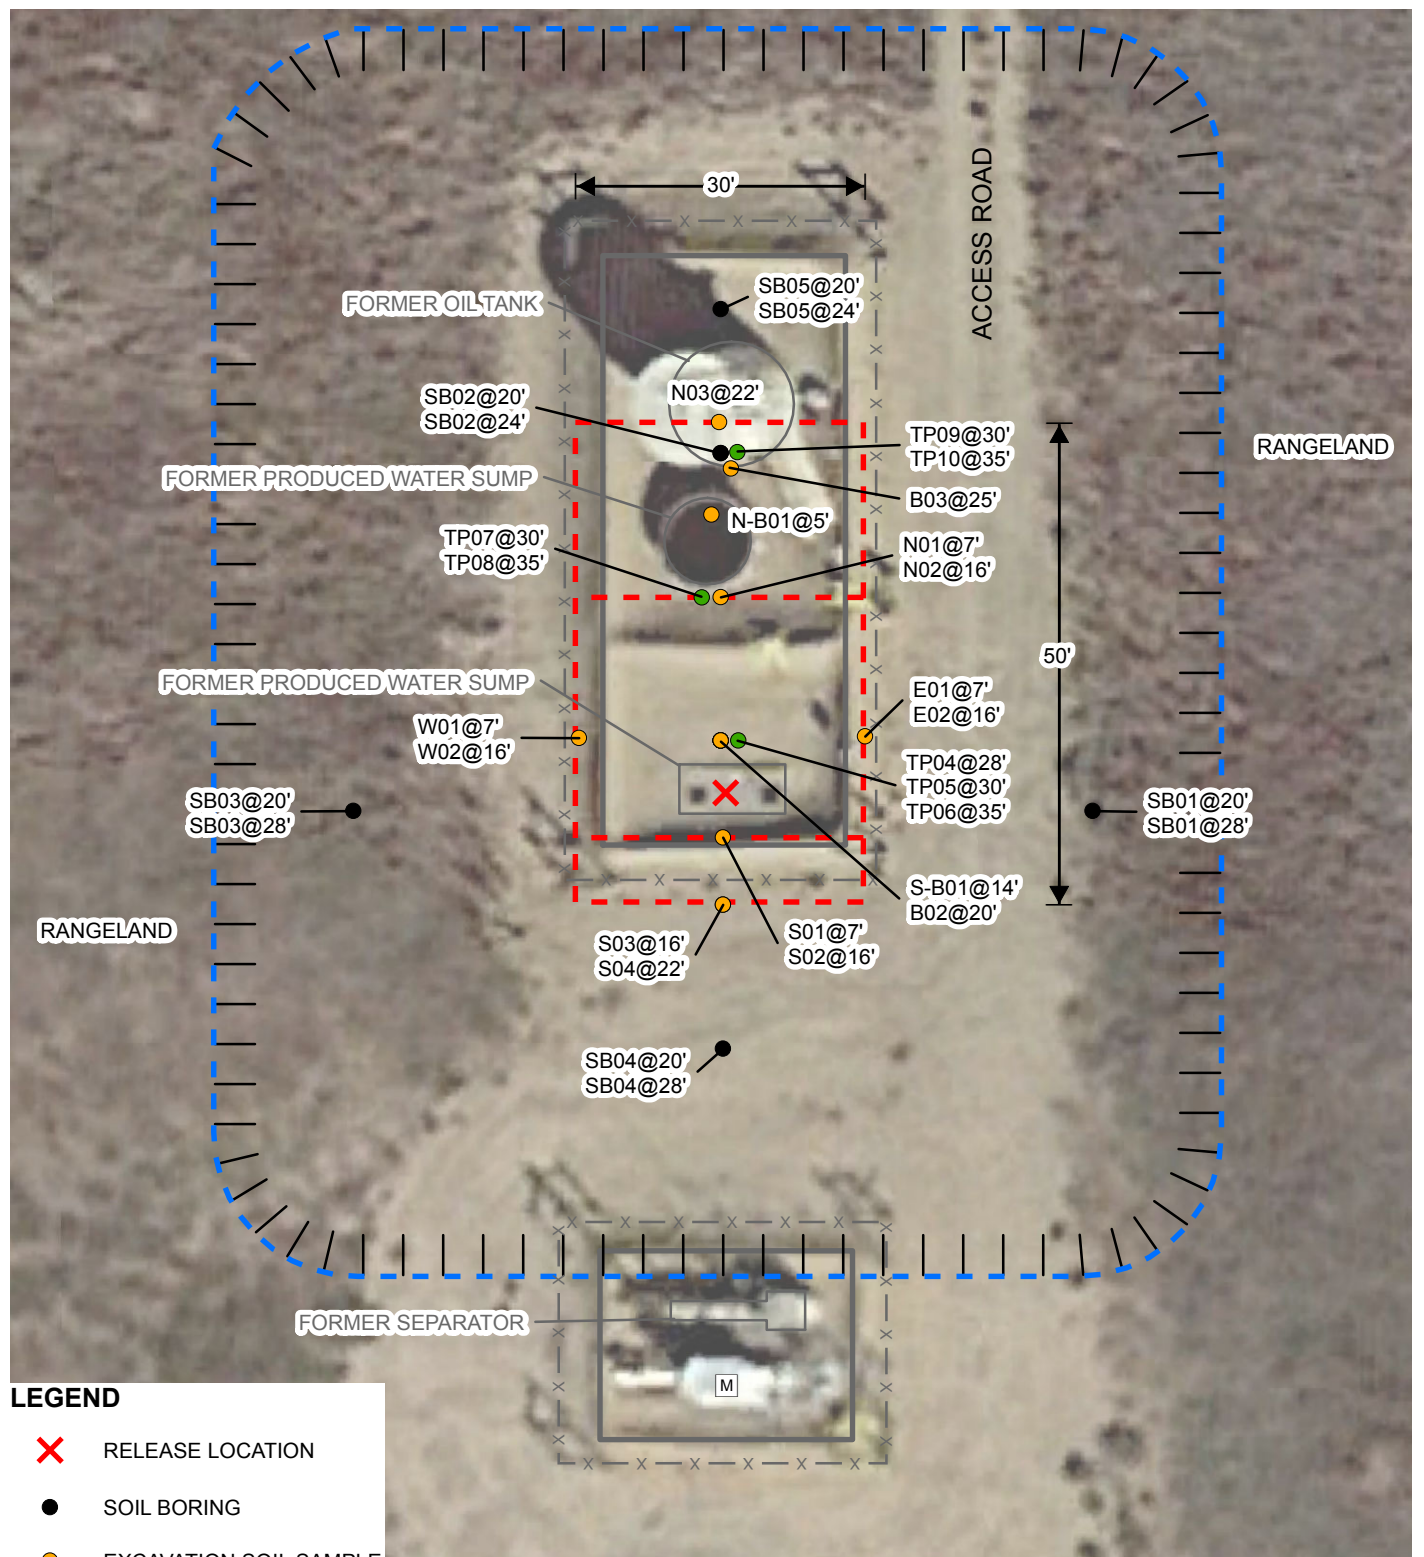 30'
ACCESS ROAD
SB05@20'
SB05@24'
FORMER OIL TANK
N03@22'
SB02@20'
SB02@24'
TP09@30'
TP10@35'
RANGELAND
FORMER PRODUCED WATER SUMP
B03@25'
N-B01@5'
TP07@30'
TP08@35'
N01@7'
N02@16'
50'
FORMER PRODUCED WATER SUMP
E01@7'
E02@16'
W01@7'
W02@16'
TP04@28'
TP05@30'
TP06@35'
SB03@20'
SB03@28'
SB01@20'
SB01@28'
S-B01@14'
B02@20'
RANGELAND
S01@7'
S02@16'
S03@16'
S04@22'
SB04@20'
SB04@28'
FORMER SEPARATOR
M
LEGEND
RELEASE LOCATION
SOIL BORING
EXCAVATION SOIL SAMPLE